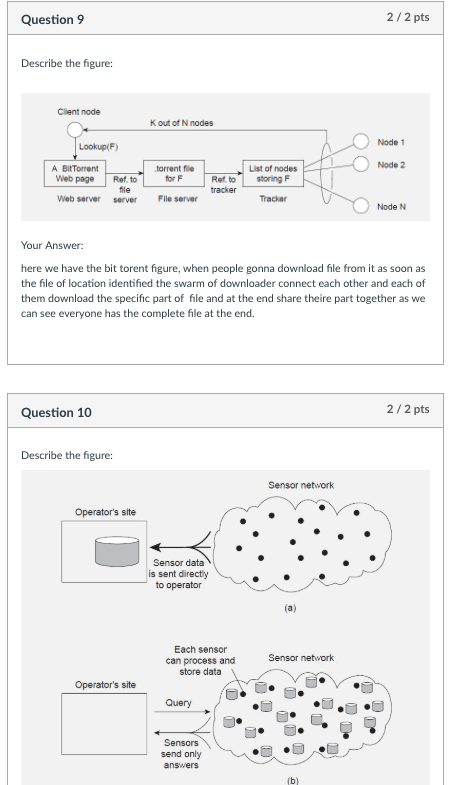 Question 9
2 / 2 pts
Describe the figure:
Client node
K out of N nodes
Lookup(F)
Node 1
Node 2
Node N
A BitTorrent
Web page
Ref. to
file
server
.torrent file
for F
Ref. to
tracker
List of nodes
storing F
Web server
File server
Tracker
Your Answer:
here we have the bit torent figure, when people gonna download file from it as soon as
the file of location identified the swarm of downloader connect each other and each of
them download the specific part of file and at the end share theire part together as we
can see everyone has the complete file at the end.
Question 10
2 / 2 pts
Describe the figure:
Sensor network
Operator's site
Sensor data
is sent directly
to operator
(a)
Each sensor
can process and
store data
Sensor network
Operator's site
Query
Sensors
send only
answers
(b)